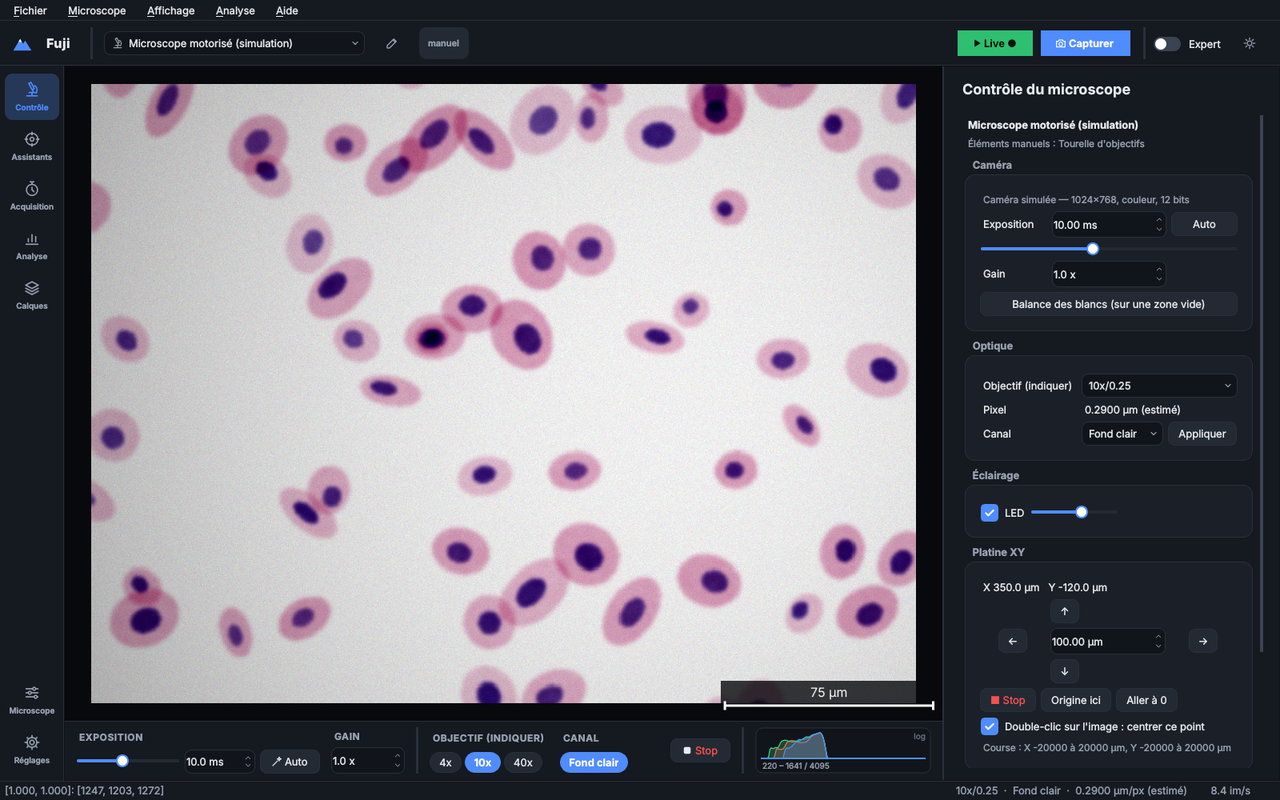 Fichier Microscope Affichage Analyse Aide
Fuji
Microscope motorisé (simulation)
manuel
Live
Capturer
Expert
Contrôle
Assistants
Acquisition
Analyse
Calques
Microscope
Réglages
75 µm
Contrôle du microscope
Microscope motorisé (simulation)
Éléments manuels : Tourelle d'objectifs
Caméra
Caméra simulée — 1024×768, couleur, 12 bits
Exposition 10.00 ms Auto
Gain 1.0 x
Balance des blancs (sur une zone vide)
Optique
Objectif (indiquer) 10x/0.25
Pixel 0.2900 µm (estimé)
Canal Fond clair Appliquer
Éclairage
LED
Platine XY
X 350.0 µm Y -120.0 µm
↑
← 100.00 µm →
↓
Stop Origine ici Aller à 0
Double-clic sur l'image : centrer ce point
Course : X -20000 à 20000 µm, Y -20000 à 20000 µm
EXPOSITION
10.0 ms Auto
GAIN
1.0 x
OBJECTIF (INDIQUER)
4x 10x 40x
CANAL
Fond clair
Stop
log
220 – 1641 / 4095
[1.000, 1.000]: [1247, 1203, 1272]
10x/0.25 · Fond clair · 0.2900 µm/px (estimé) 8.4 im/s